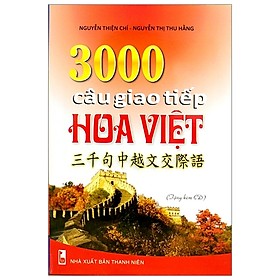 NGUYỄN THIỆN CHÍ - NGUYỄN THỊ THU HẰNG
3000
câu giao tiếp
HOA VIỆT
三千句中越文交際語
(Tặng kèm CD)
NHÀ XUẤT BẢN THANH NIÊN